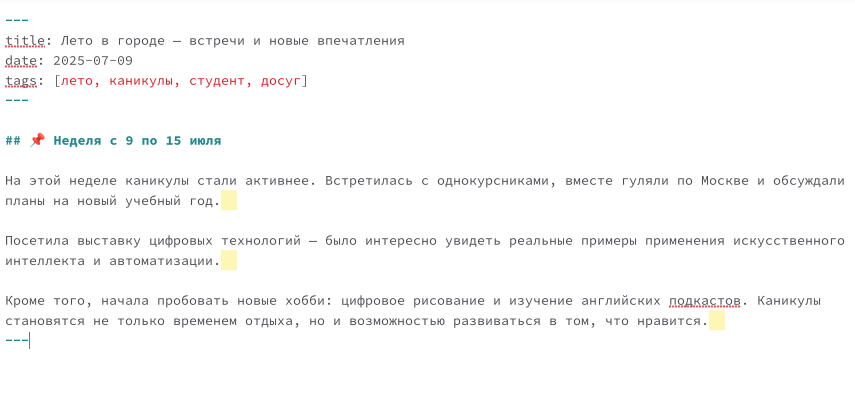 ---
title: Лето в городе — встречи и новые впечатления
date: 2025-07-09
tags: [лето, каникулы, студент, досуг]
---
## 📌 Неделя с 9 по 15 июля
На этой неделе каникулы стали активнее. Встретилась с однокурсниками, вместе гуляли по Москве и обсуждали
планы на новый учебный год.
Посетила выставку цифровых технологий — было интересно увидеть реальные примеры применения искусственного
интеллекта и автоматизации.
Кроме того, начала пробовать новые хобби: цифровое рисование и изучение английских подкастов. Каникулы
становятся не только временем отдыха, но и возможностью развиваться в том, что нравится.
---